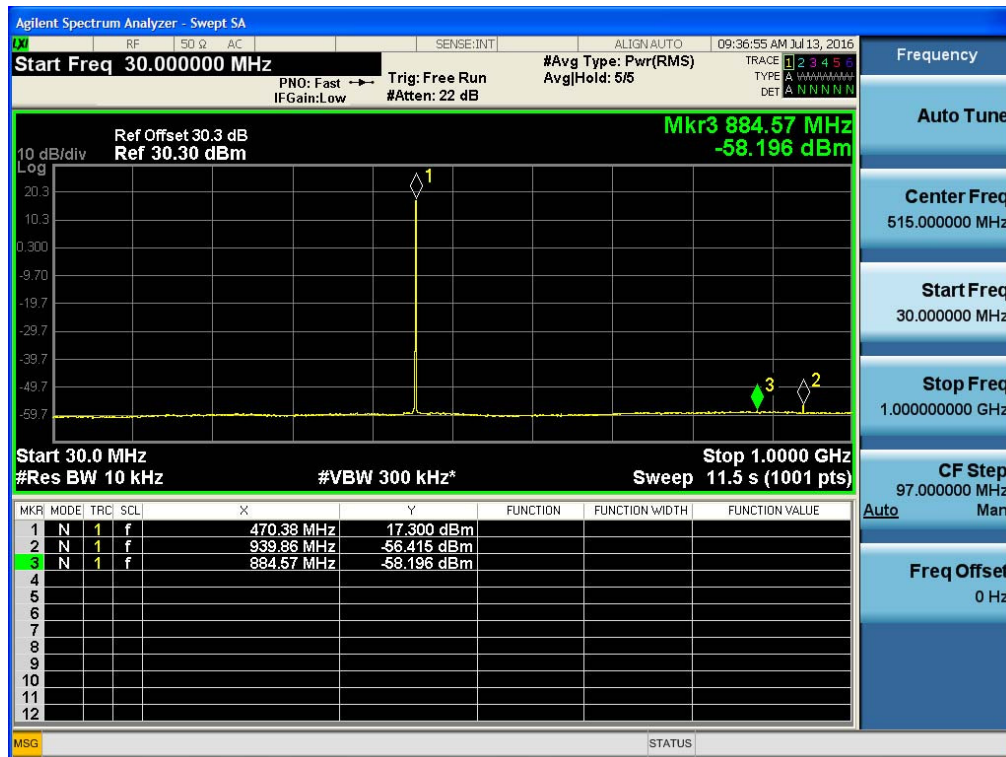 Agilent Spectrum Analyzer - Swept SA
LXI RF 50 Ω AC SENSE:INT ALIGN AUTO 09:36:55 AM Jul 13, 2016
Start Freq 30.000000 MHz
PNO: Fast
IFGain:Low
Trig: Free Run
#Atten: 22 dB
#Avg Type: Pwr(RMS)
Avg|Hold: 5/5
TRACE 1 2 3 4 5 6
TYPE A
DET A N N N N N
Ref Offset 30.3 dB
10 dB/div Ref 30.30 dBm
Log
Mkr3 884.57 MHz
-58.196 dBm
20.3
10.3
0.300
-9.70
-19.7
-29.7
-39.7
-49.7
-59.7
1
3
2
Start 30.0 MHz Stop 1.0000 GHz
#Res BW 10 kHz #VBW 300 kHz* Sweep 11.5 s (1001 pts)
MKR MODE TRC SCL X Y FUNCTION FUNCTION WIDTH FUNCTION VALUE
1 N 1 f 470.38 MHz 17.300 dBm
2 N 1 f 939.86 MHz -56.415 dBm
3 N 1 f 884.57 MHz -58.196 dBm
4
5
6
7
8
9
10
11
12
MSG STATUS
Frequency
Auto Tune
Center Freq
515.000000 MHz
Start Freq
30.000000 MHz
Stop Freq
1.000000000 GHz
CF Step
97.000000 MHz
Auto Man
Freq Offset
0 Hz